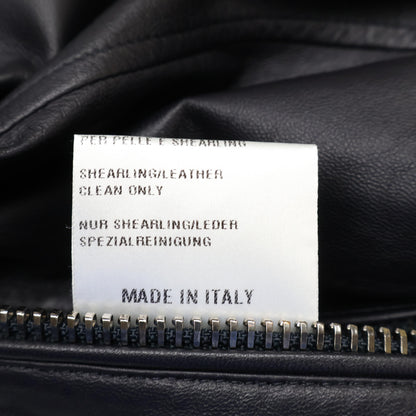 PER PELLE E SHEARLING
SHEARLING/LEATHER
CLEAN ONLY
NUR SHEARLING/LEDER
SPEZIALREINIGUNG
MADE IN ITALY